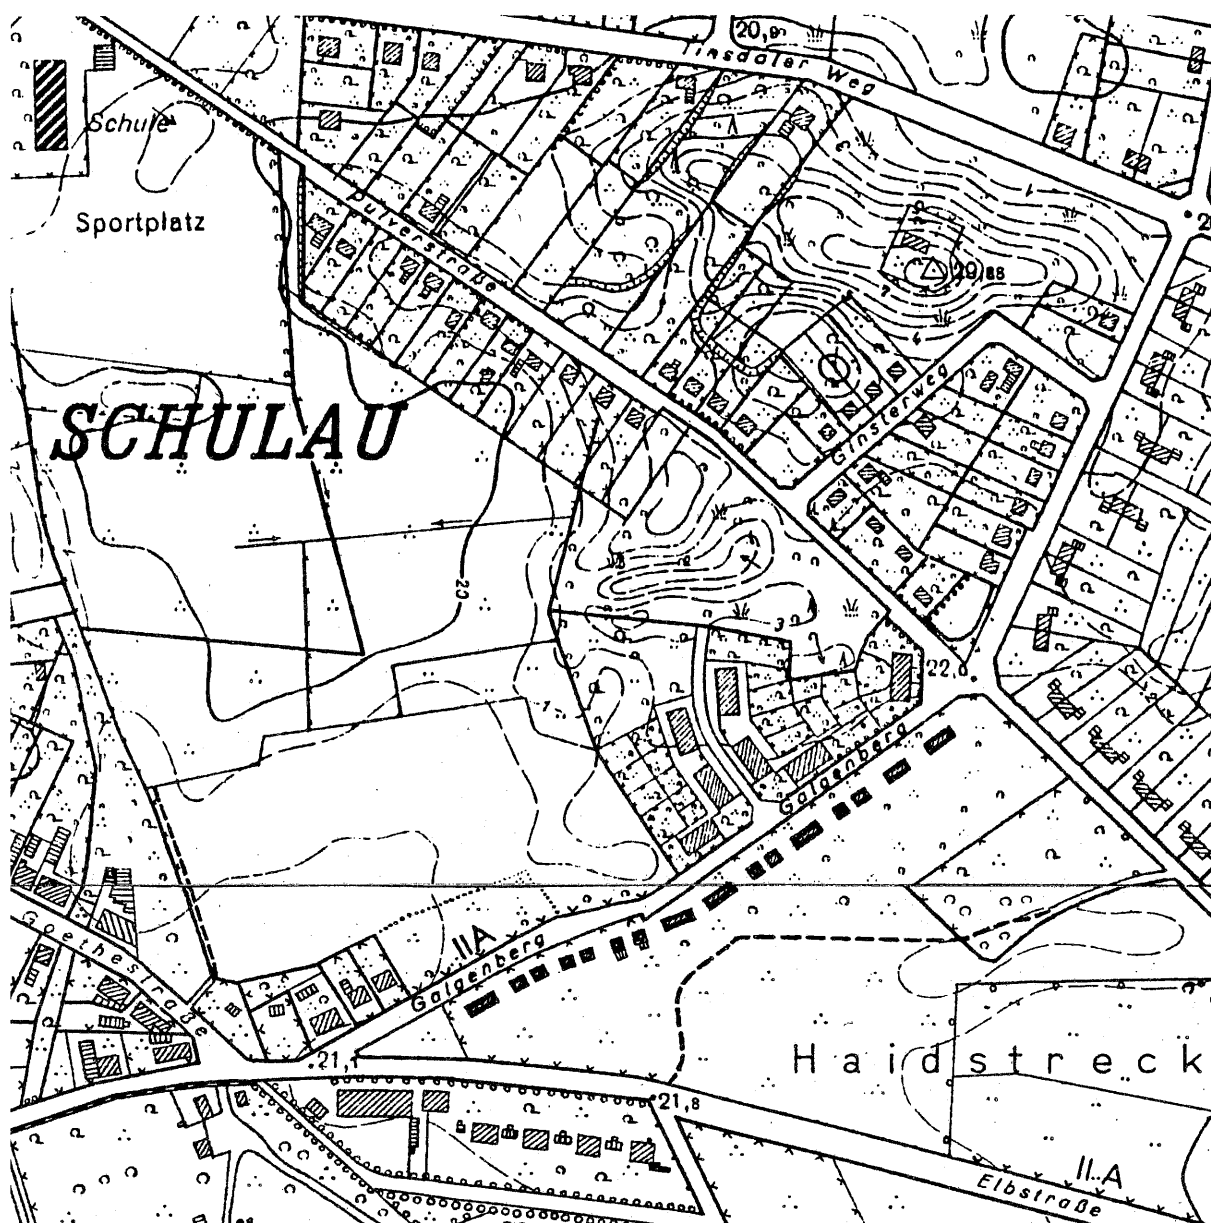 20,9
Tinsdaler Weg
Schule
Sportplatz
Pulverstraße
29,88
SCHULAU
Ginsterweg
20
3
22,0
Galgenberg
Goethestraße
IIA
Galgenberg
21,1
Haidstreck
21,8
II.A
Elbstraße